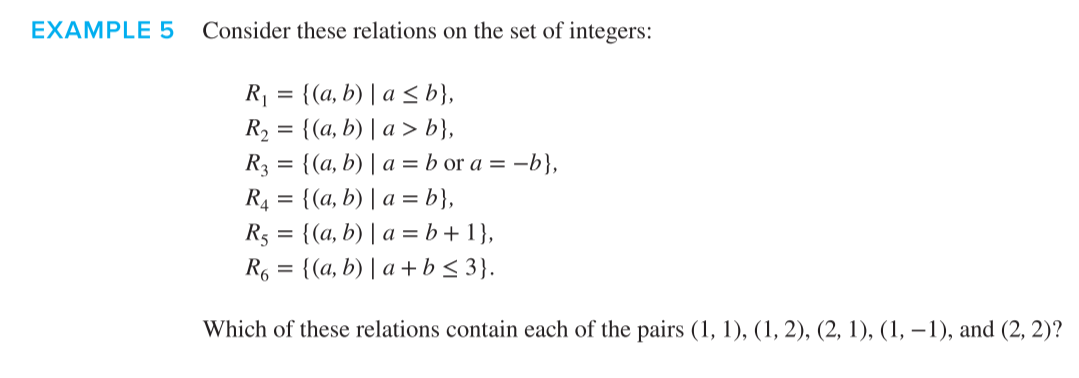 EXAMPLE 5 Consider these relations on the set of integers:
R₁ = {(a, b) | a ≤ b},
R₂ = {(a, b) | a > b},
R₃ = {(a, b) | a = b or a = −b},
R₄ = {(a, b) | a = b},
R₅ = {(a, b) | a = b + 1},
R₆ = {(a, b) | a + b ≤ 3}.
Which of these relations contain each of the pairs (1, 1), (1, 2), (2, 1), (1, −1), and (2, 2)?